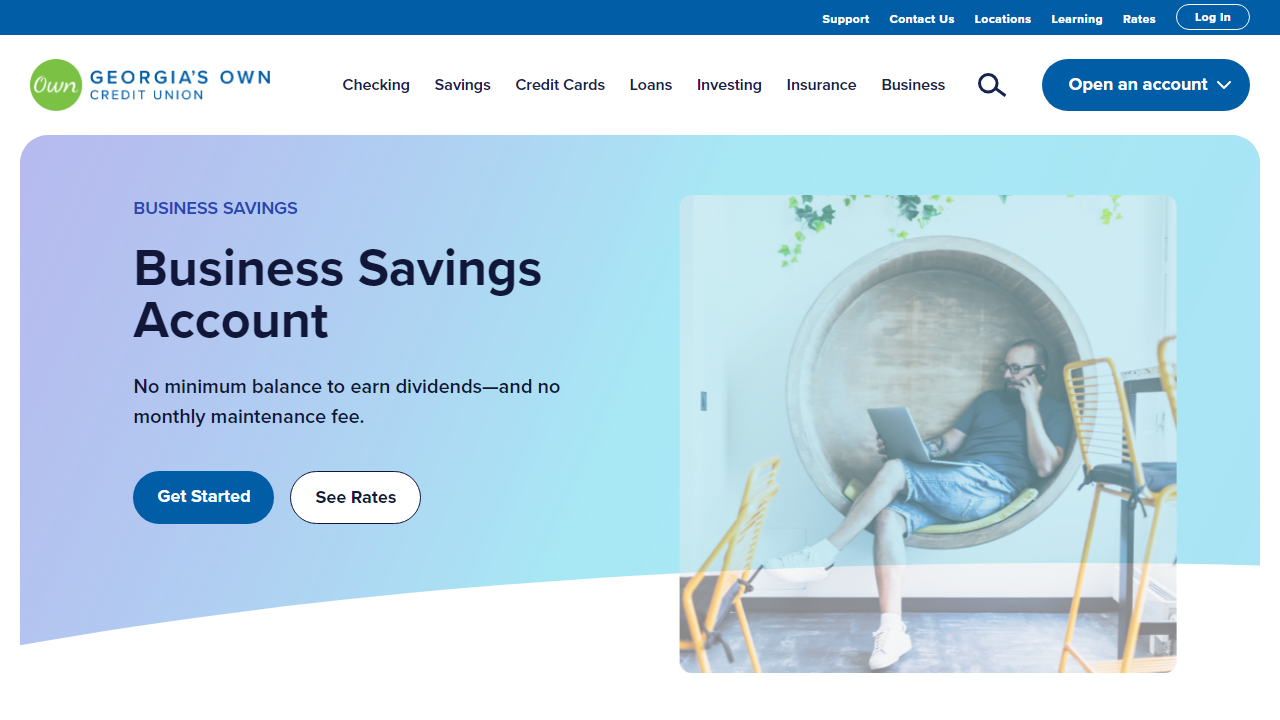 Support Contact Us Locations Learning Rates Log In
Own GEORGIA'S OWN
CREDIT UNION
Checking Savings Credit Cards Loans Investing Insurance Business Open an account
BUSINESS SAVINGS
Business Savings
Account
No minimum balance to earn dividends—and no
monthly maintenance fee.
Get Started See Rates